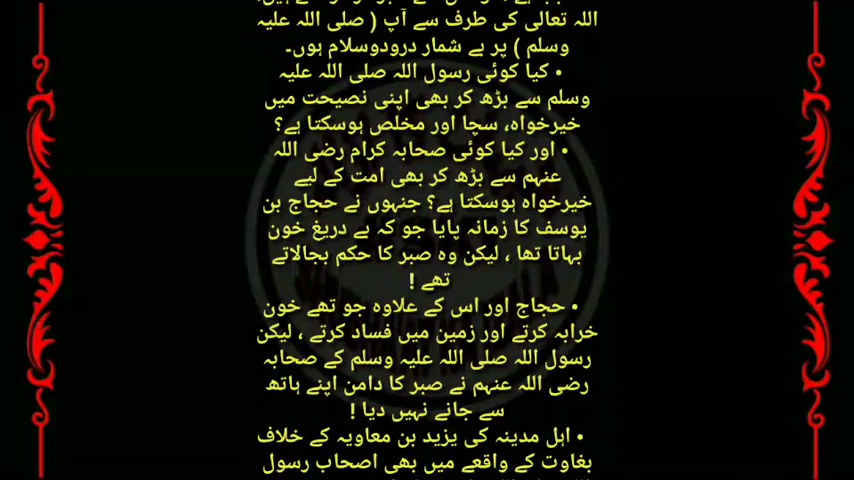 اللہ تعالی کی طرف سے آپ ( صلی اللہ علیہ
وسلم ) پر بے شمار درودوسلام ہوں۔
• کیا کوئی رسول اللہ صلی اللہ علیہ
وسلم سے بڑھ کر بھی اپنی نصیحت میں
خیرخواہ، سچا اور مخلص ہوسکتا ہے؟
• اور کیا کوئی صحابہ کرام رضی اللہ
عنہم سے بڑھ کر بھی امت کے لیے
خیرخواہ ہوسکتا ہے؟ جنہوں نے حجاج بن
یوسف کا زمانہ پایا جو کہ بے دریغ خون
بہاتا تھا ، لیکن وہ صبر کا حکم بجالاتے
تھے !
• حجاج اور اس کے علاوہ جو تھے خون
خرابہ کرتے اور زمین میں فساد کرتے ، لیکن
رسول اللہ صلی اللہ علیہ وسلم کے صحابہ
رضی اللہ عنہم نے صبر کا دامن اپنے ہاتھ
سے جانے نہیں دیا !
• اہل مدینہ کی یزید بن معاویہ کے خلاف
بغاوت کے واقعے میں بھی اصحاب رسول